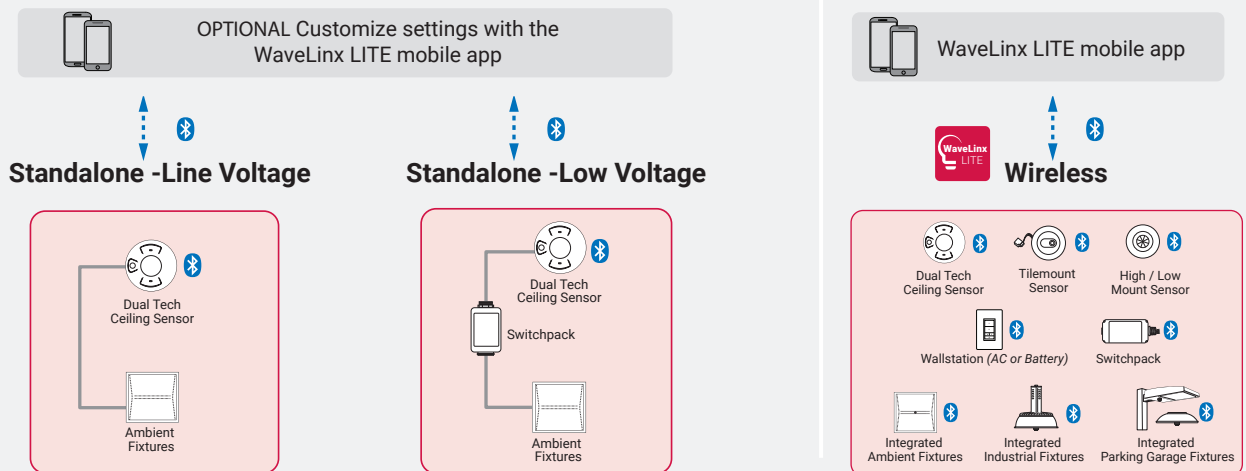 OPTIONAL Customize settings with the
WaveLinx LITE mobile app
Standalone -Line Voltage
Dual Tech
Ceiling Sensor
Ambient
Fixtures
Standalone -Low Voltage
Dual Tech
Ceiling Sensor
Switchpack
Ambient
Fixtures
WaveLinx LITE mobile app
WaveLinx
LITE
Wireless
Dual Tech
Ceiling Sensor
Tilemount
Sensor
High / Low
Mount Sensor
Wallstation (AC or Battery)
Switchpack
Integrated
Ambient Fixtures
Integrated
Industrial Fixtures
Integrated
Parking Garage Fixtures